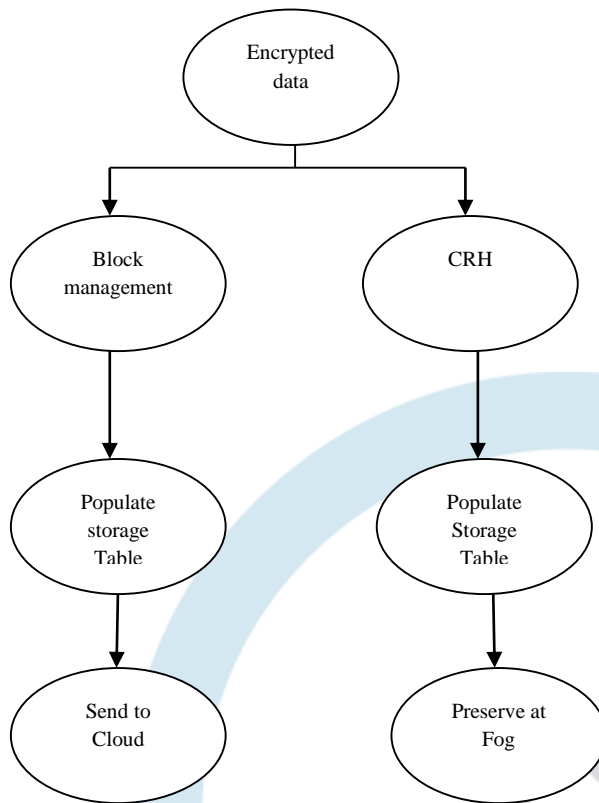 Encrypted
data
Block
management
CRH
Populate
storage
Table
Populate
Storage
Table
Send to
Cloud
Preserve at
Fog